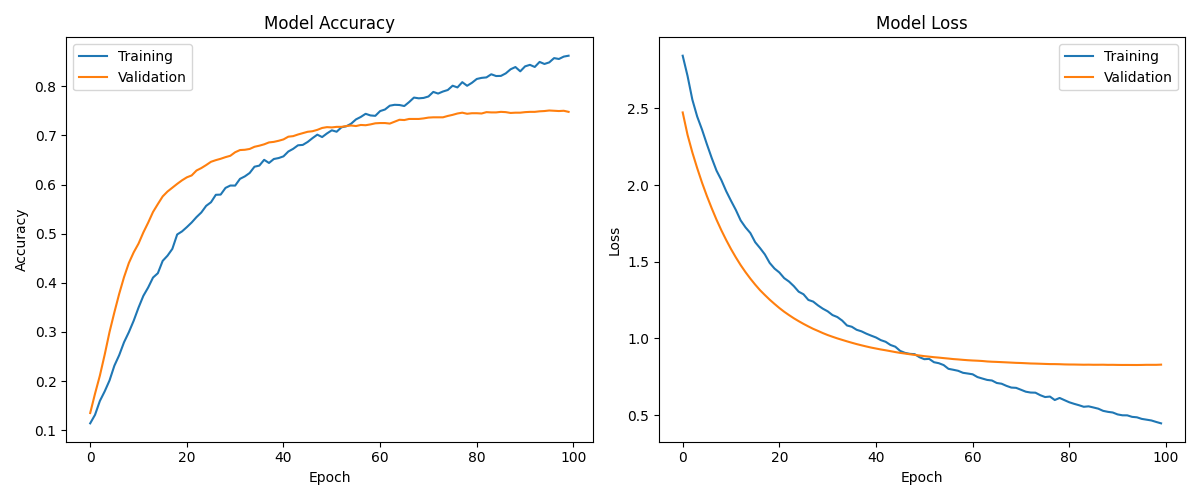 Model Accuracy
Training
Validation
0.8
0.7
0.6
0.5
0.4
0.3
0.2
0.1
Accuracy
0 20 40 60 80 100
Epoch
Model Loss
Training
Validation
2.5
2.0
1.5
1.0
0.5
Loss
0 20 40 60 80 100
Epoch